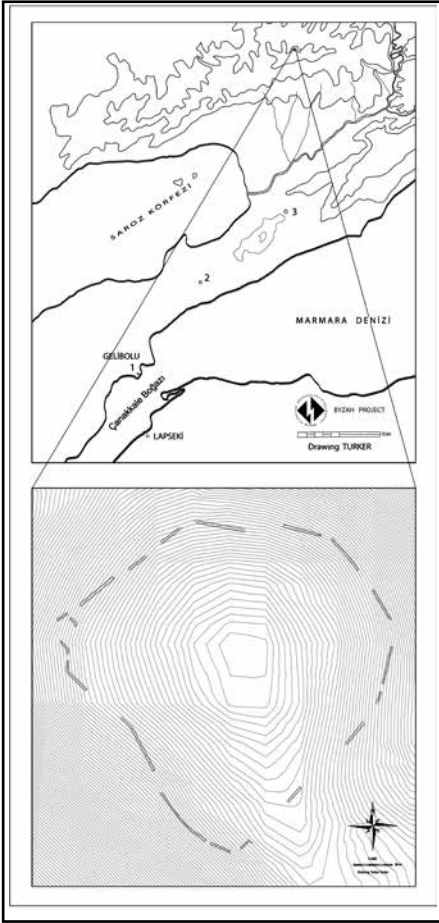 SAROZ KÖRFEZİ
3
2
MARMARA DENİZİ
GELİBOLU
1
Çanakkale Boğazı
BYZAH PROJECT
Drawing TURKER
LAPSEKİ